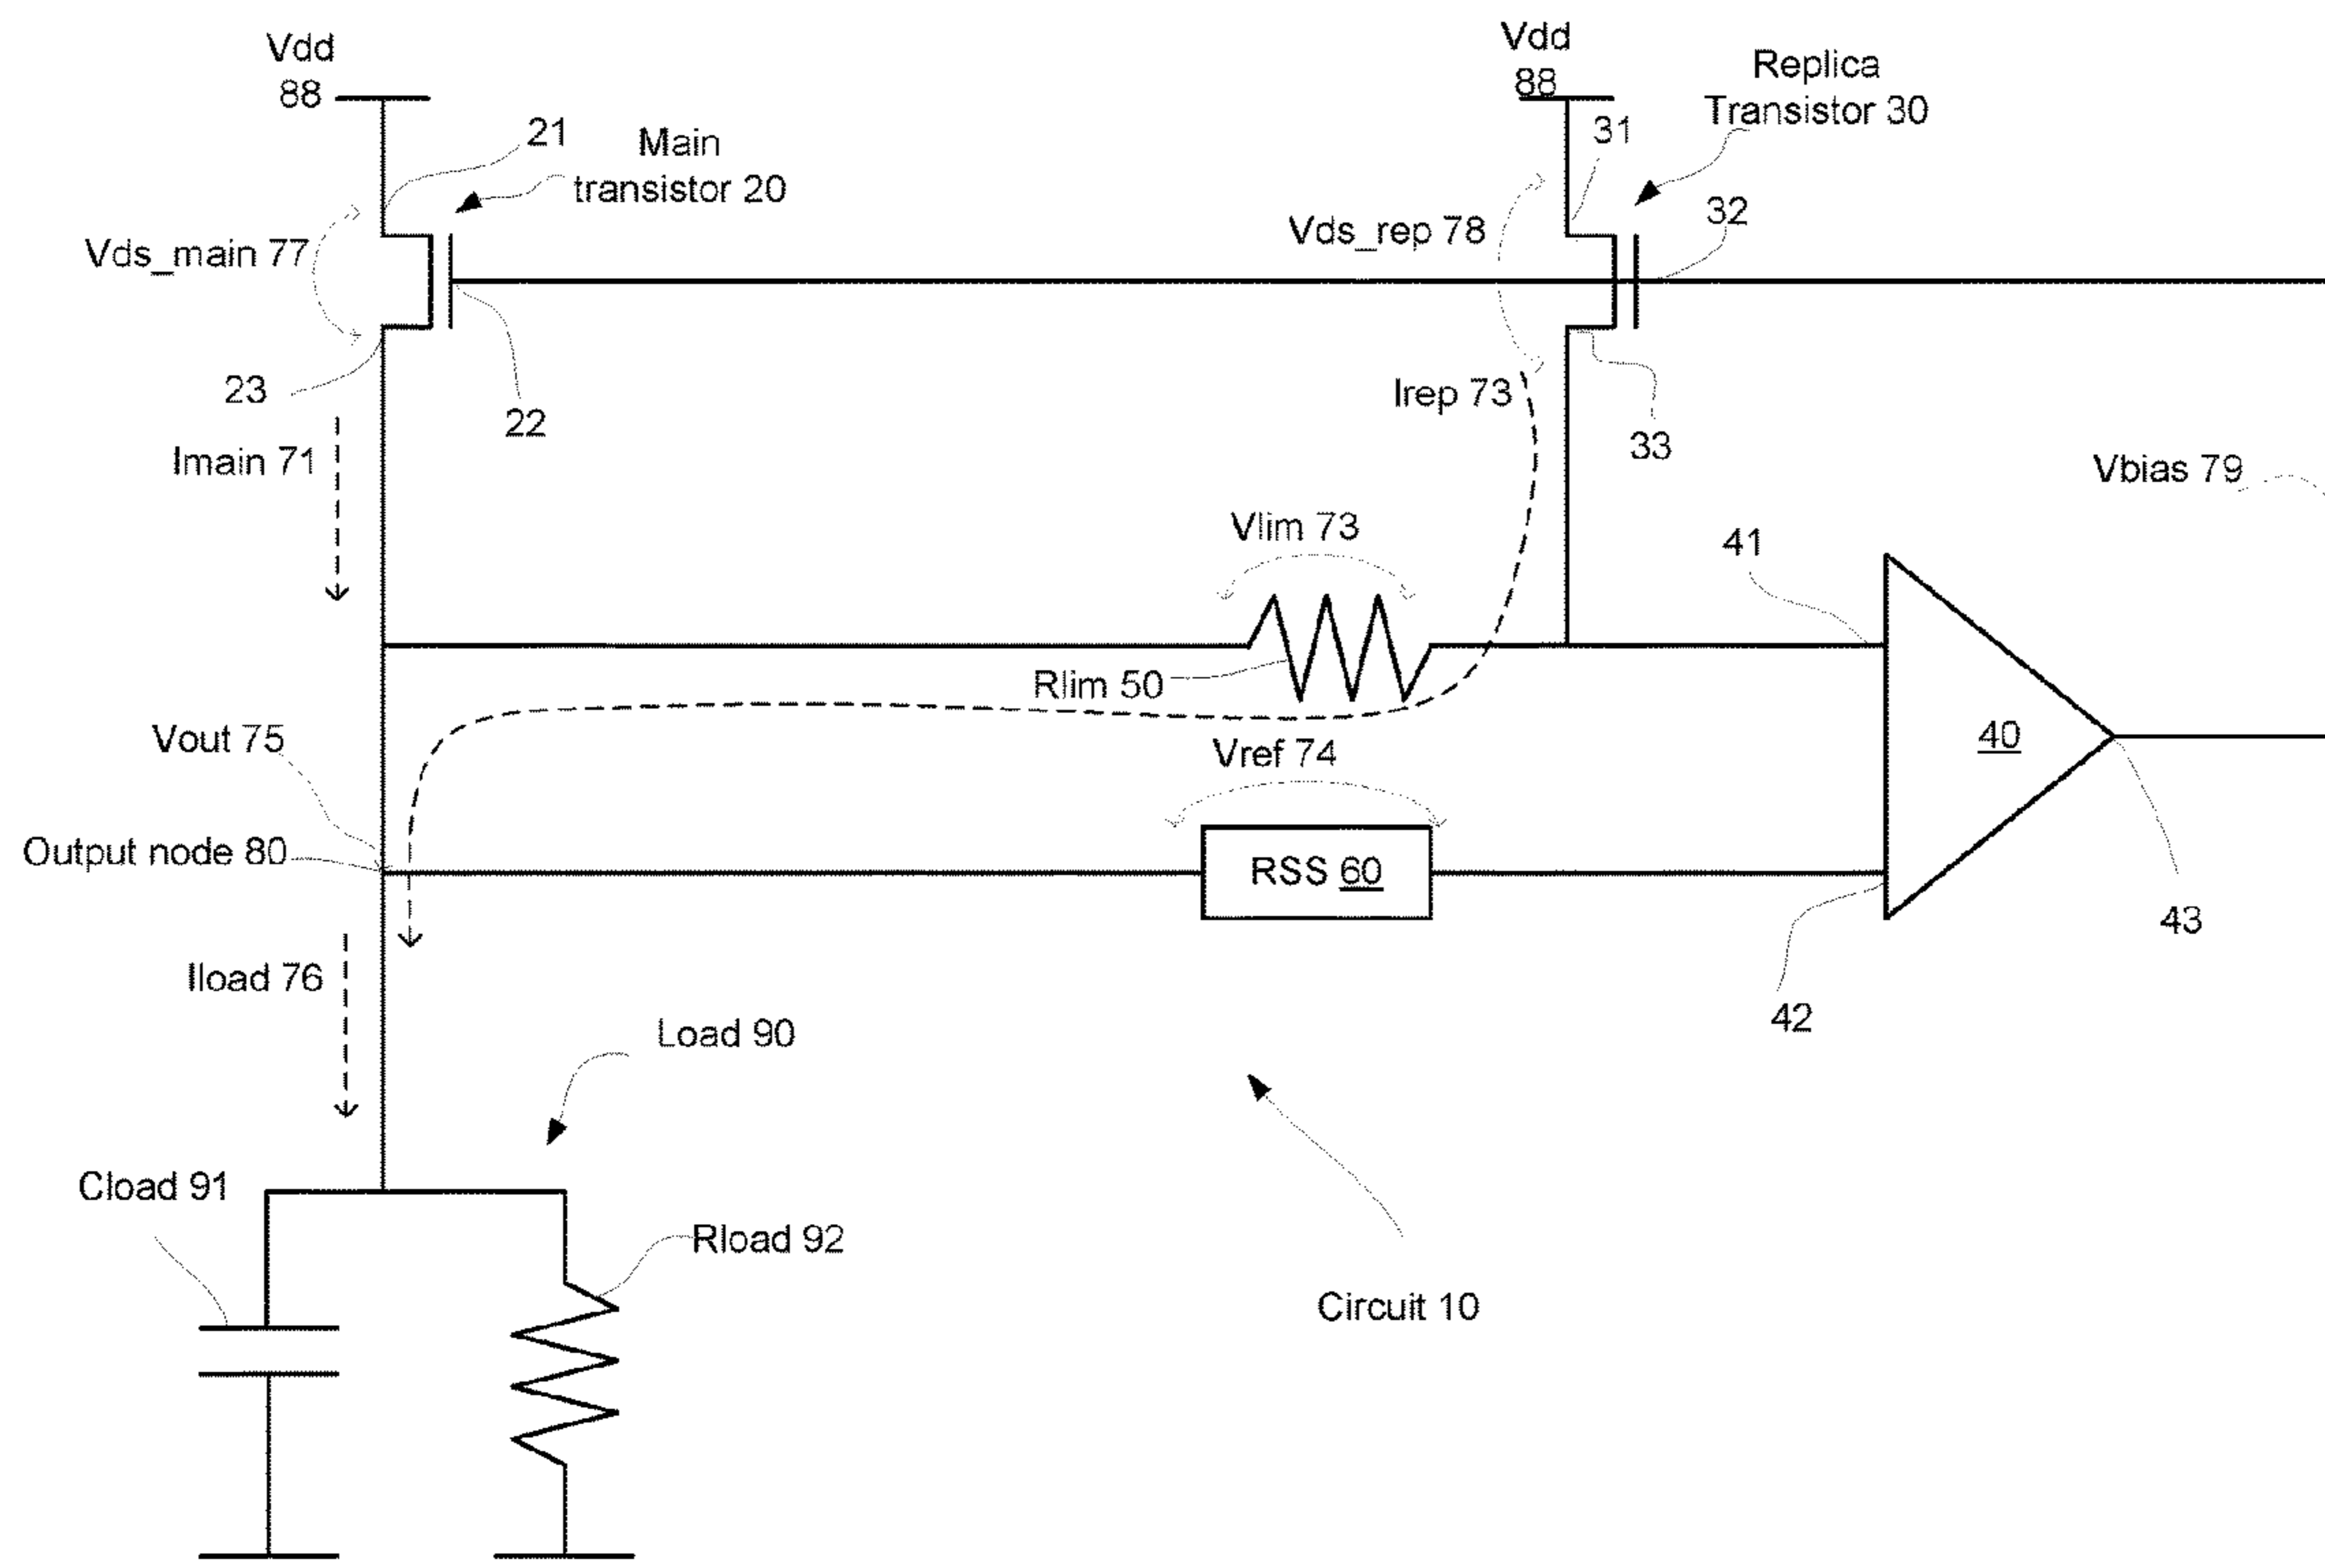 Vdd
88
Vdd
88
Replica
Transistor 30
21
Main
transistor 20
31
32
Vds_main 77
Vds_rep 78
23
22
Irep 73
33
Imain 71
Vbias 79
Vlim 73
41
Rlim 50
Vout 75
Vref 74
40
Output node 80
RSS 60
43
Iload 76
42
Load 90
Cload 91
Rload 92
Circuit 10